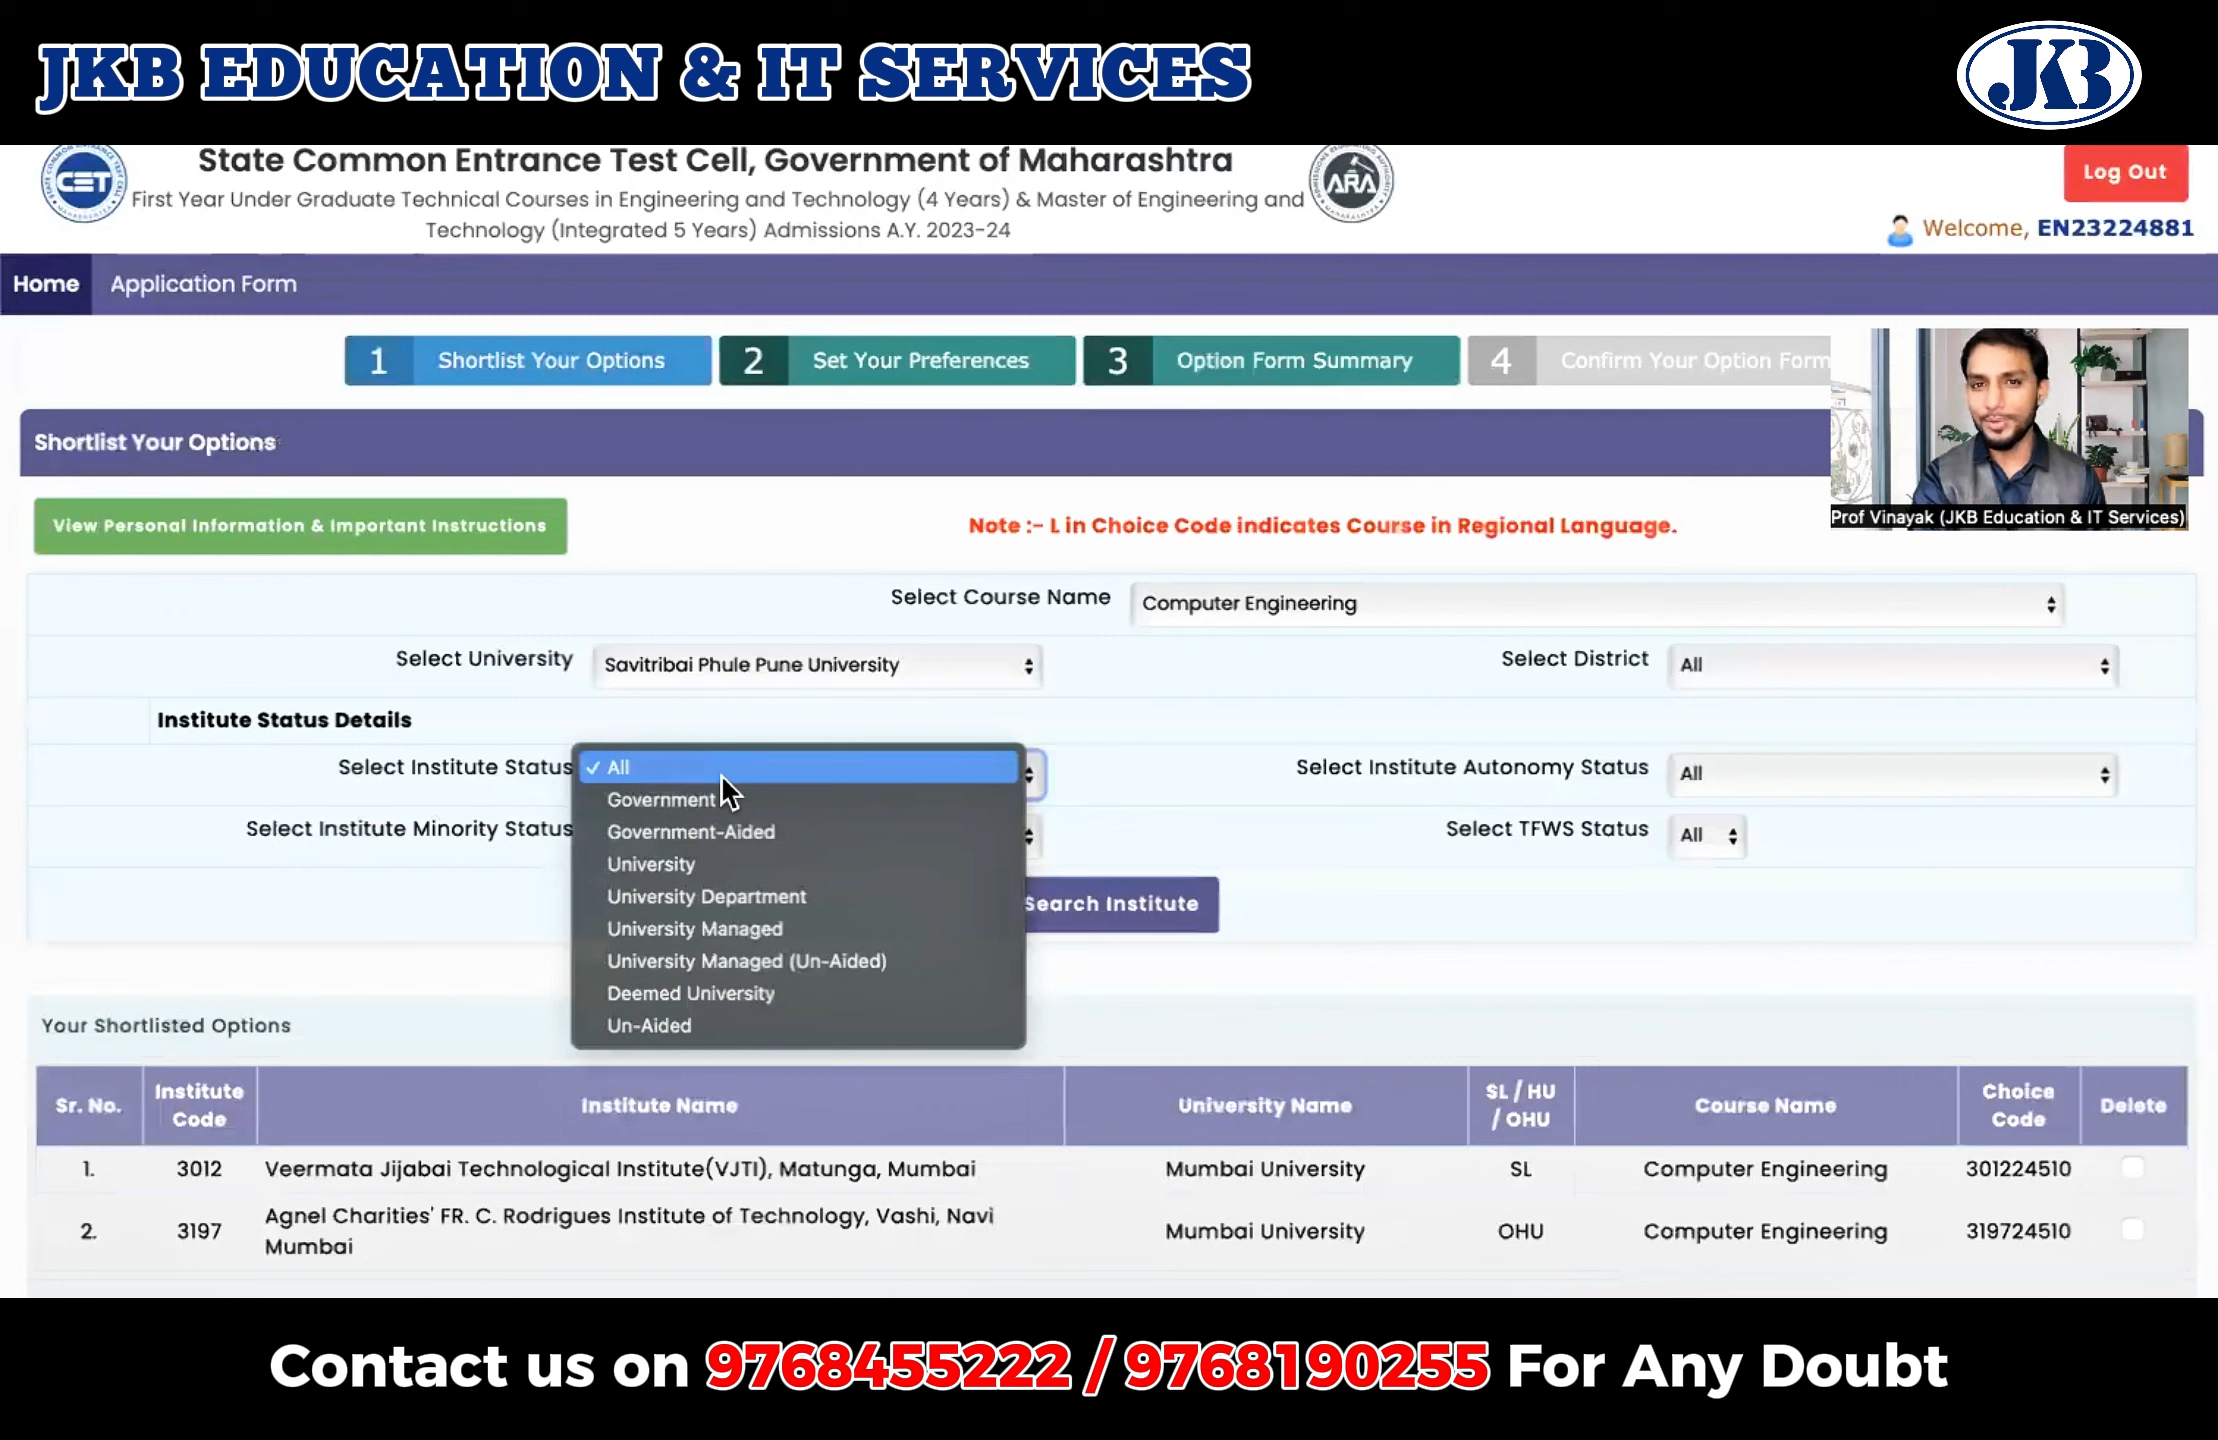 JKB EDUCATION & IT SERVICES
JKB
CET
State Common Entrance Test Cell, Government of Maharashtra
First Year Under Graduate Technical Courses in Engineering and Technology (4 Years) & Master of Engineering and
Technology (Integrated 5 Years) Admissions A.Y. 2023-24
ARA
Log Out
Welcome, EN23224881
Home
Application Form
1 Shortlist Your Options
2 Set Your Preferences
3 Option Form Summary
4 Confirm Your Option Form
Shortlist Your Options
Prof Vinayak (JKB Education & IT Services)
View Personal Information & Important Instructions
Note :- L in Choice Code indicates Course in Regional Language.
Select Course Name
Computer Engineering
Select University
Savitribai Phule Pune University
Select District
All
Institute Status Details
Select Institute Status
✓ All
Government
Government-Aided
University
University Department
University Managed
University Managed (Un-Aided)
Deemed University
Un-Aided
Select Institute Autonomy Status
All
Select Institute Minority Status
Select TFWS Status
All
Search Institute
Your Shortlisted Options
Sr. No. Institute Code Institute Name University Name SL / HU / OHU Course Name Choice Code Delete
1. 3012 Veermata Jijabai Technological Institute(VJTI), Matunga, Mumbai Mumbai University SL Computer Engineering 301224510
2. 3197 Agnel Charities' FR. C. Rodrigues Institute of Technology, Vashi, Navi Mumbai Mumbai University OHU Computer Engineering 319724510
Contact us on 9768455222 / 9768190255 For Any Doubt